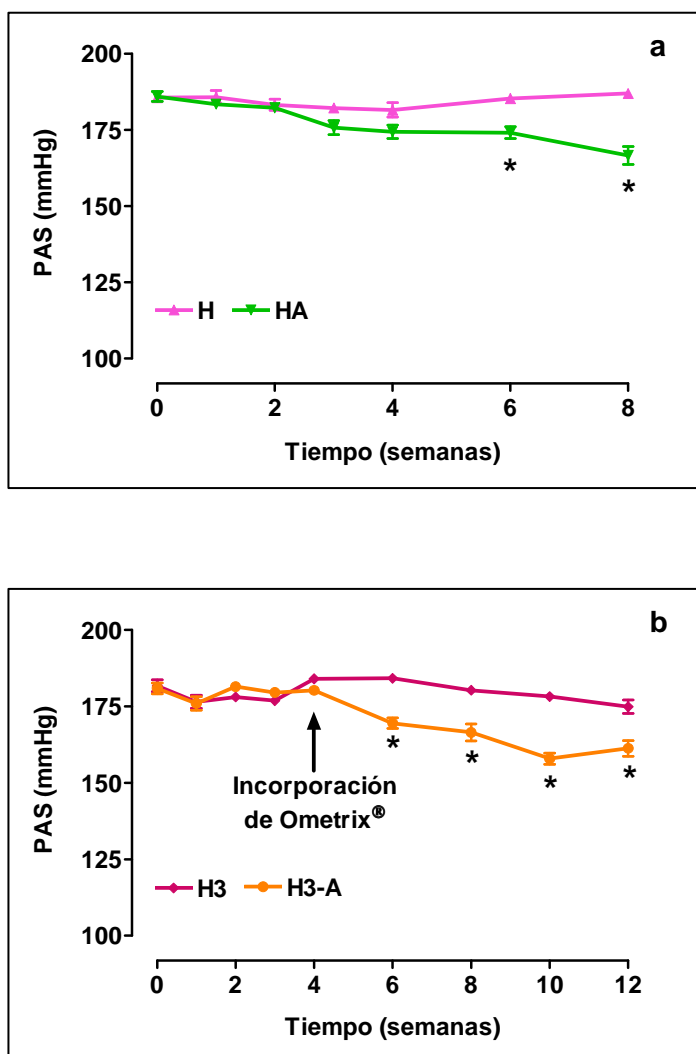 a
200
175
150
125
100
PAS (mmHg)
*
*
H HA
0 2 4 6 8
Tiempo (semanas)
b
200
175
150
125
100
PAS (mmHg)
* * * *
Incorporación
de Ometrix®
H3 H3-A
0 2 4 6 8 10 12
Tiempo (semanas)